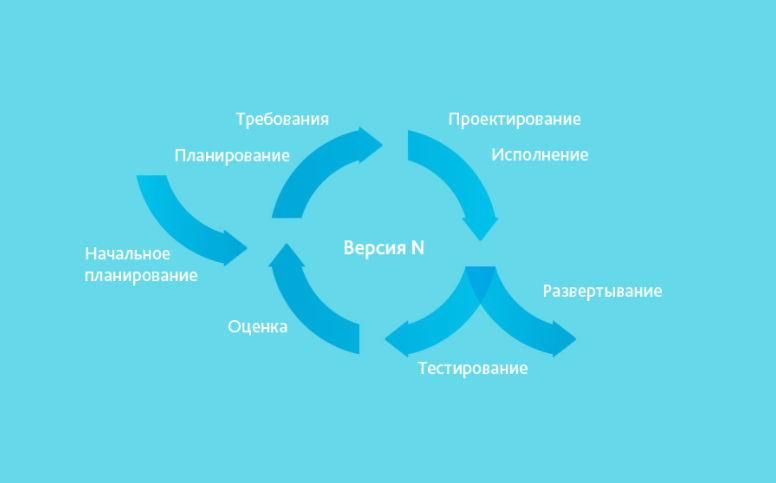 Требования
Проектирование
Планирование
Исполнение
Версия N
Начальное
планирование
Развертывание
Оценка
Тестирование